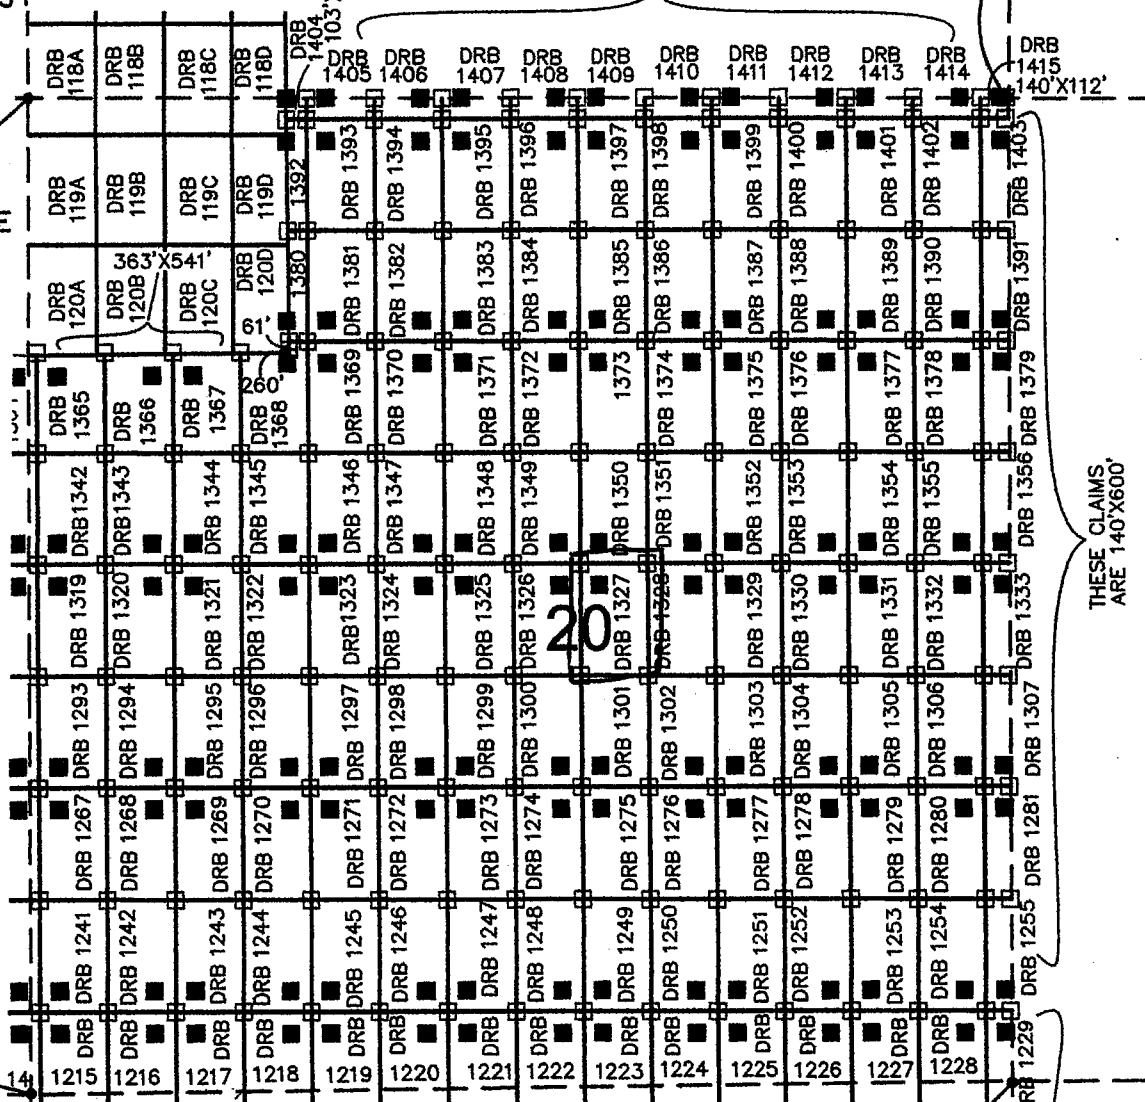 DRB 118A
DRB 118B
DRB 118C
DRB 118D
DRB 1404
103'
DRB 1405
DRB 1406
DRB 1407
DRB 1408
DRB 1409
DRB 1410
DRB 1411
DRB 1412
DRB 1413
DRB 1414
DRB 1415
140'X112'
DRB 119A
DRB 119B
DRB 119C
DRB 119D
1392
DRB 1393
DRB 1394
DRB 1395
DRB 1396
DRB 1397
DRB 1398
DRB 1399
DRB 1400
DRB 1401
DRB 1402
DRB 1403
363'X541'
DRB 120A
DRB 120B
DRB 120C
DRB 120D
1380
DRB 1381
DRB 1382
DRB 1383
DRB 1384
DRB 1385
DRB 1386
DRB 1387
DRB 1388
DRB 1389
DRB 1390
DRB 1391
61'
260'
DRB 1365
DRB 1366
DRB 1367
DRB 1368
DRB 1369
DRB 1370
DRB 1371
DRB 1372
1373
DRB 1374
DRB 1375
DRB 1376
DRB 1377
DRB 1378
DRB 1379
DRB1342
DRB1343
DRB 1344
DRB 1345
DRB 1346
DRB 1347
DRB 1348
DRB 1349
DRB 1350
DRB 1351
DRB 1352
DRB 1353
DRB 1354
DRB 1355
DRB 1356
THESE CLAIMS
ARE 140'X600'
DRB 1319
DRB 1320
DRB 1321
DRB 1322
DRB1323
DRB 1324
DRB 1325
DRB 1326
20
DRB 1327
DRB 1328
DRB 1329
DRB 1330
DRB 1331
DRB 1332
DRB 1333
DRB 1293
DRB 1294
DRB 1295
DRB 1296
DRB 1297
DRB 1298
DRB 1299
DRB 1300
DRB 1301
DRB 1302
DRB 1303
DRB 1304
DRB 1305
DRB 1306
DRB 1307
DRB 1267
DRB 1268
DRB 1269
DRB 1270
DRB 1271
DRB 1272
DRB 1273
DRB 1274
DRB 1275
DRB 1276
DRB 1277
DRB 1278
DRB 1279
DRB 1280
DRB 1281
DRB 1241
DRB 1242
DRB 1243
DRB 1244
DRB 1245
DRB 1246
DRB 1247
DRB 1248
DRB 1249
DRB 1250
DRB 1251
DRB 1252
DRB 1253
DRB 1254
DRB 1255
14
DRB 1215
DRB 1216
DRB 1217
DRB 1218
DRB 1219
DRB 1220
DRB 1221
DRB 1222
DRB 1223
DRB 1224
DRB 1225
DRB 1226
DRB 1227
DRB 1228
RB 1229